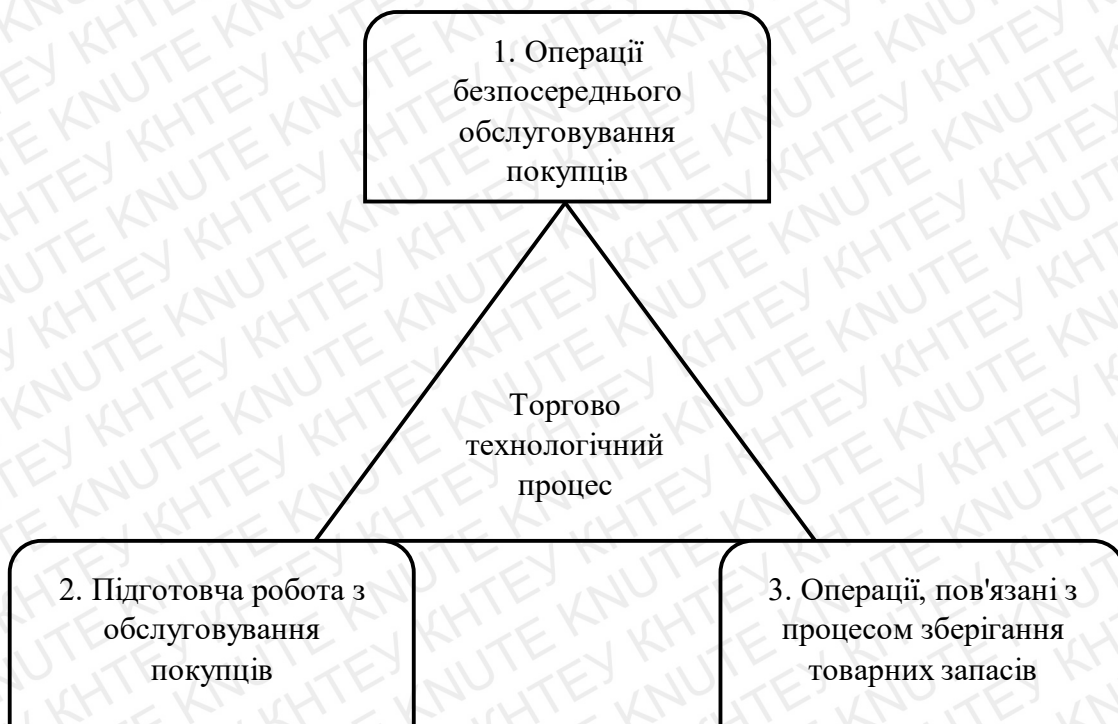 1. Операції
безпосереднього
обслуговування
покупців
Торгово
технологічний
процес
2. Підготовча робота з
обслуговування
покупців
3. Операції, пов'язані з
процесом зберігання
товарних запасів